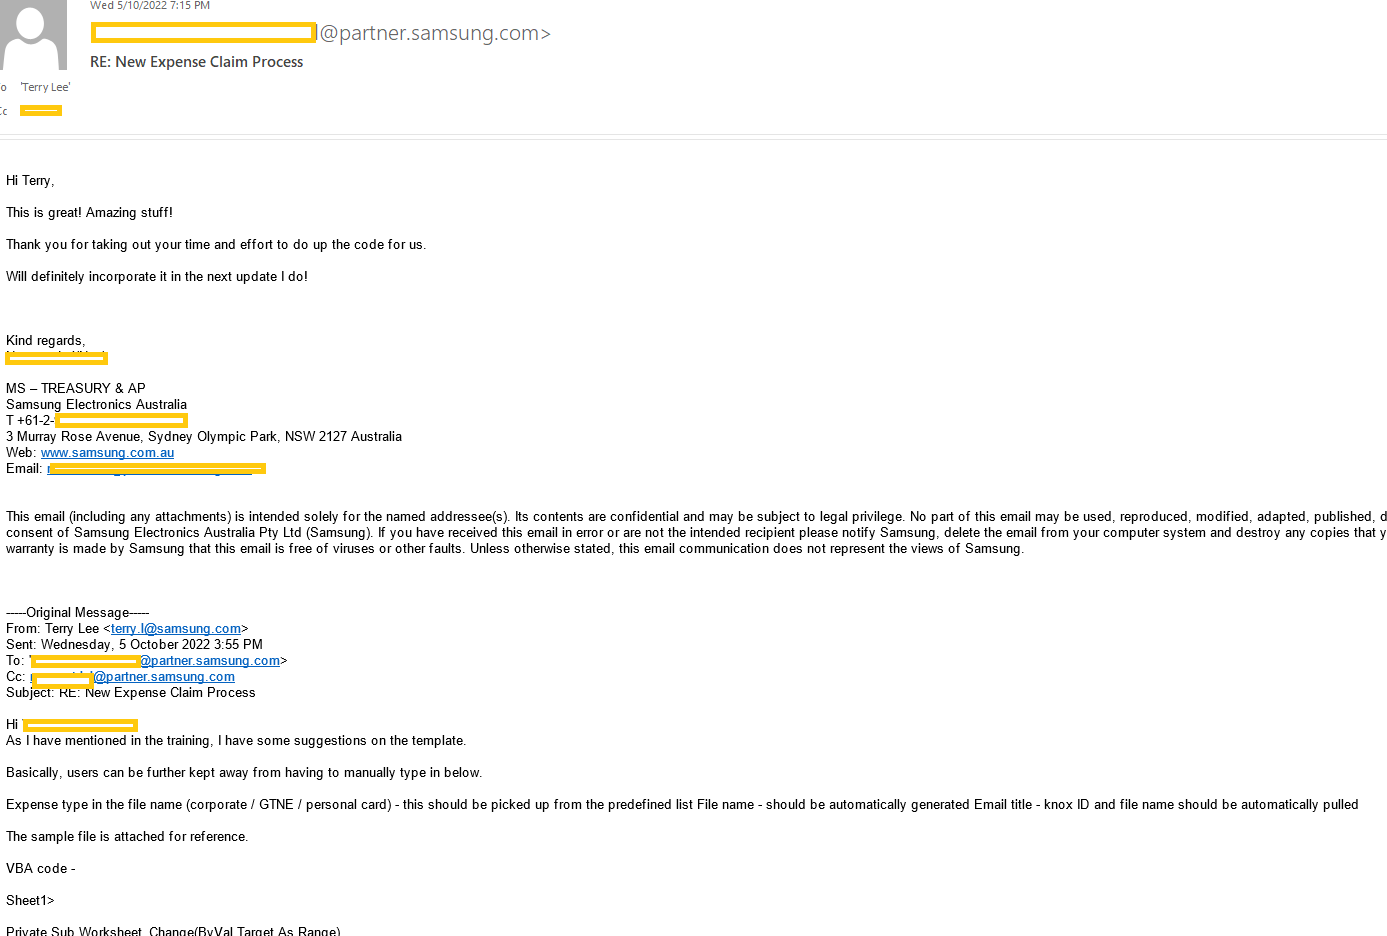 Wed 5/10/2022 7:15 PM
@partner.samsung.com>
RE: New Expense Claim Process
'Terry Lee'
Cc
Hi Terry,
This is great! Amazing stuff!
Thank you for taking out your time and effort to do up the code for us.
Will definitely incorporate it in the next update I do!
Kind regards,
MS – TREASURY & AP
Samsung Electronics Australia
T +61-2-
3 Murray Rose Avenue, Sydney Olympic Park, NSW 2127 Australia
Web: www.samsung.com.au
Email:
This email (including any attachments) is intended solely for the named addressee(s). Its contents are confidential and may be subject to legal privilege. No part of this email may be used, reproduced, modified, adapted, published, d
consent of Samsung Electronics Australia Pty Ltd (Samsung). If you have received this email in error or are not the intended recipient please notify Samsung, delete the email from your computer system and destroy any copies that y
warranty is made by Samsung that this email is free of viruses or other faults. Unless otherwise stated, this email communication does not represent the views of Samsung.
-----Original Message-----
From: Terry Lee <terry.l@samsung.com>
Sent: Wednesday, 5 October 2022 3:55 PM
To: @partner.samsung.com>
Cc: @partner.samsung.com
Subject: RE: New Expense Claim Process
Hi
As I have mentioned in the training, I have some suggestions on the template.
Basically, users can be further kept away from having to manually type in below.
Expense type in the file name (corporate / GTNE / personal card) - this should be picked up from the predefined list File name - should be automatically generated Email title - knox ID and file name should be automatically pulled
The sample file is attached for reference.
VBA code -
Sheet1>
Private Sub Worksheet_Change(ByVal Target As Range)